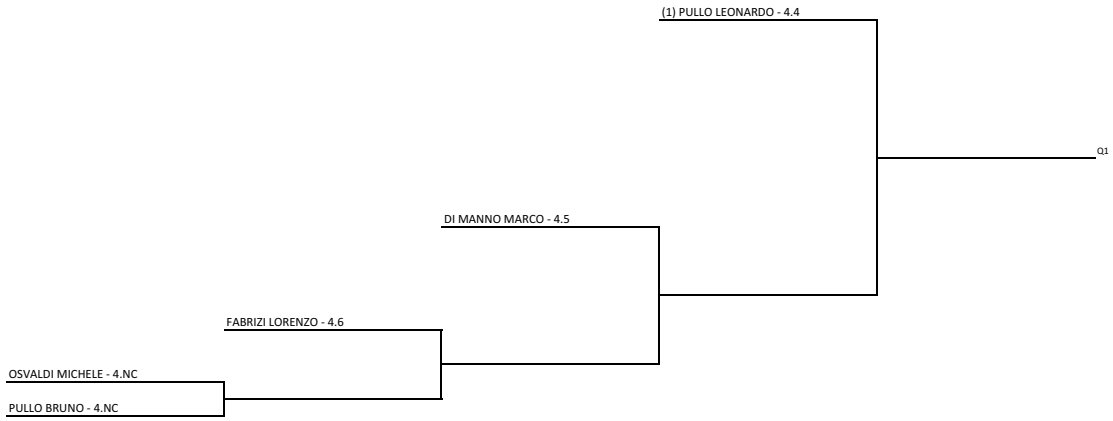 (1) PULLO LEONARDO - 4.4
Q1
DI MANNO MARCO - 4.5
FABRIZI LORENZO - 4.6
OSVALDI MICHELE - 4.NC
PULLO BRUNO - 4.NC